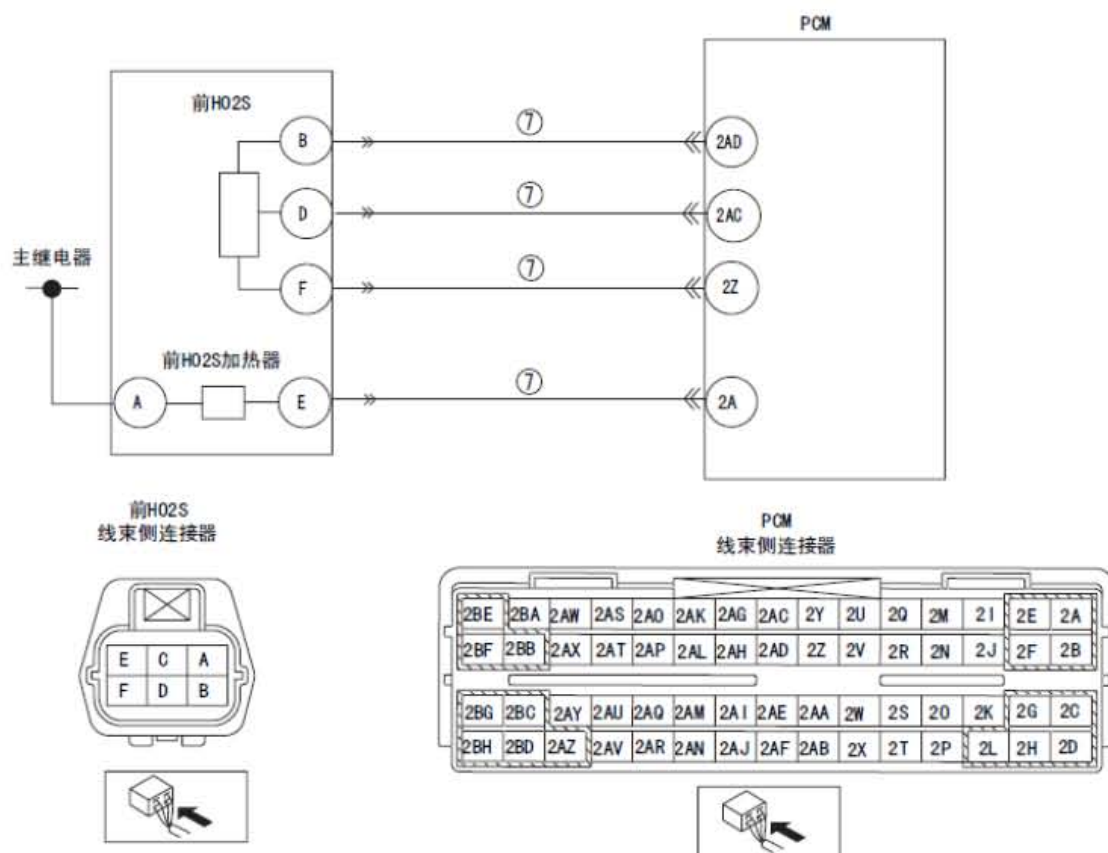 PCM
前HO2S
B
⑦
2AD
D
⑦
2AC
主继电器
F
⑦
2Z
前HO2S加热器
A
E
⑦
2A
前HO2S
线束侧连接器
E C A
F D B
PCM
线束侧连接器
2BE 2BA 2AW 2AS 2AO 2AK 2AG 2AC 2Y 2U 2Q 2M 2I 2E 2A
2BF 2BB 2AX 2AT 2AP 2AL 2AH 2AD 2Z 2V 2R 2N 2J 2F 2B
2BG 2BC 2AY 2AU 2AQ 2AM 2AI 2AE 2AA 2W 2S 2O 2K 2G 2C
2BH 2BD 2AZ 2AV 2AR 2AN 2AJ 2AF 2AB 2X 2T 2P 2L 2H 2D